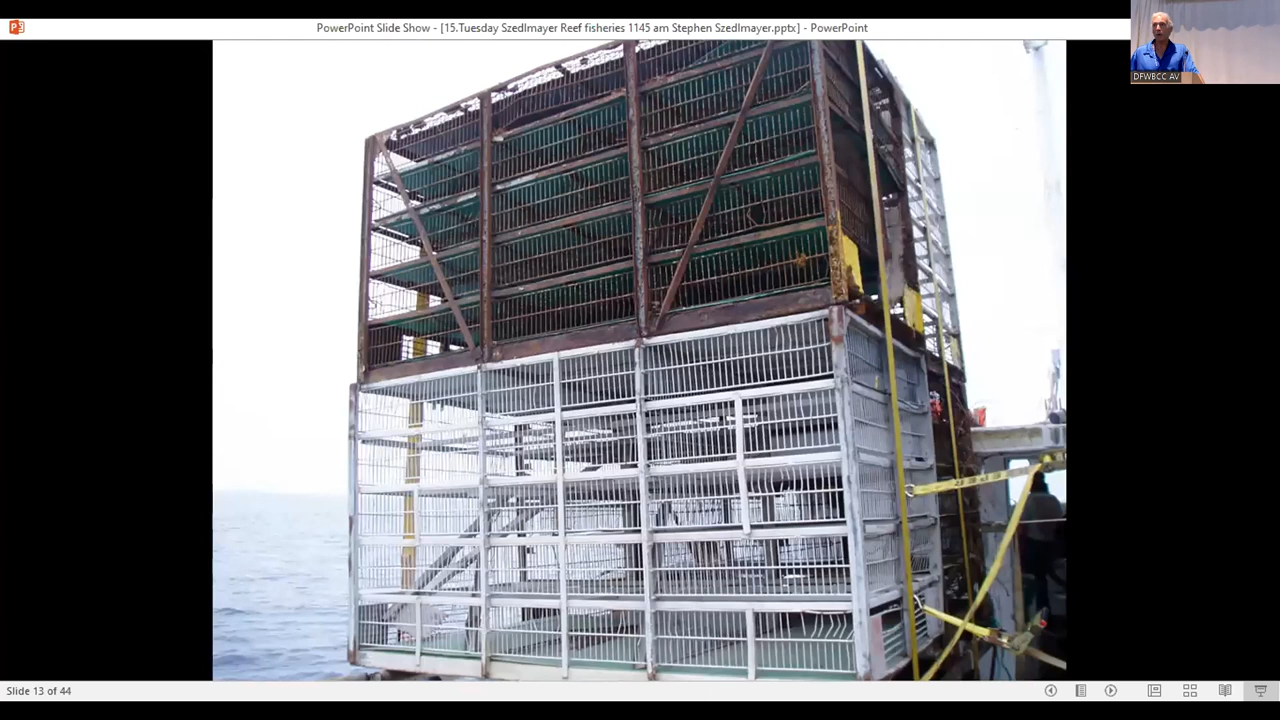 PowerPoint Slide Show - [15.Tuesday Szedlmayer Reef fisheries 1145 am Stephen Szedlmayer.pptx] - PowerPoint
DFWBCC AV
Slide 13 of 44